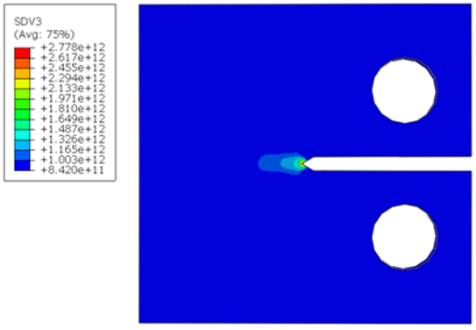 SDV3
(Avg: 75%)
+2.778e+12
+2.617e+12
+2.455e+12
+2.294e+12
+2.133e+12
+1.971e+12
+1.810e+12
+1.649e+12
+1.487e+12
+1.326e+12
+1.165e+12
+1.003e+12
+8.420e+11